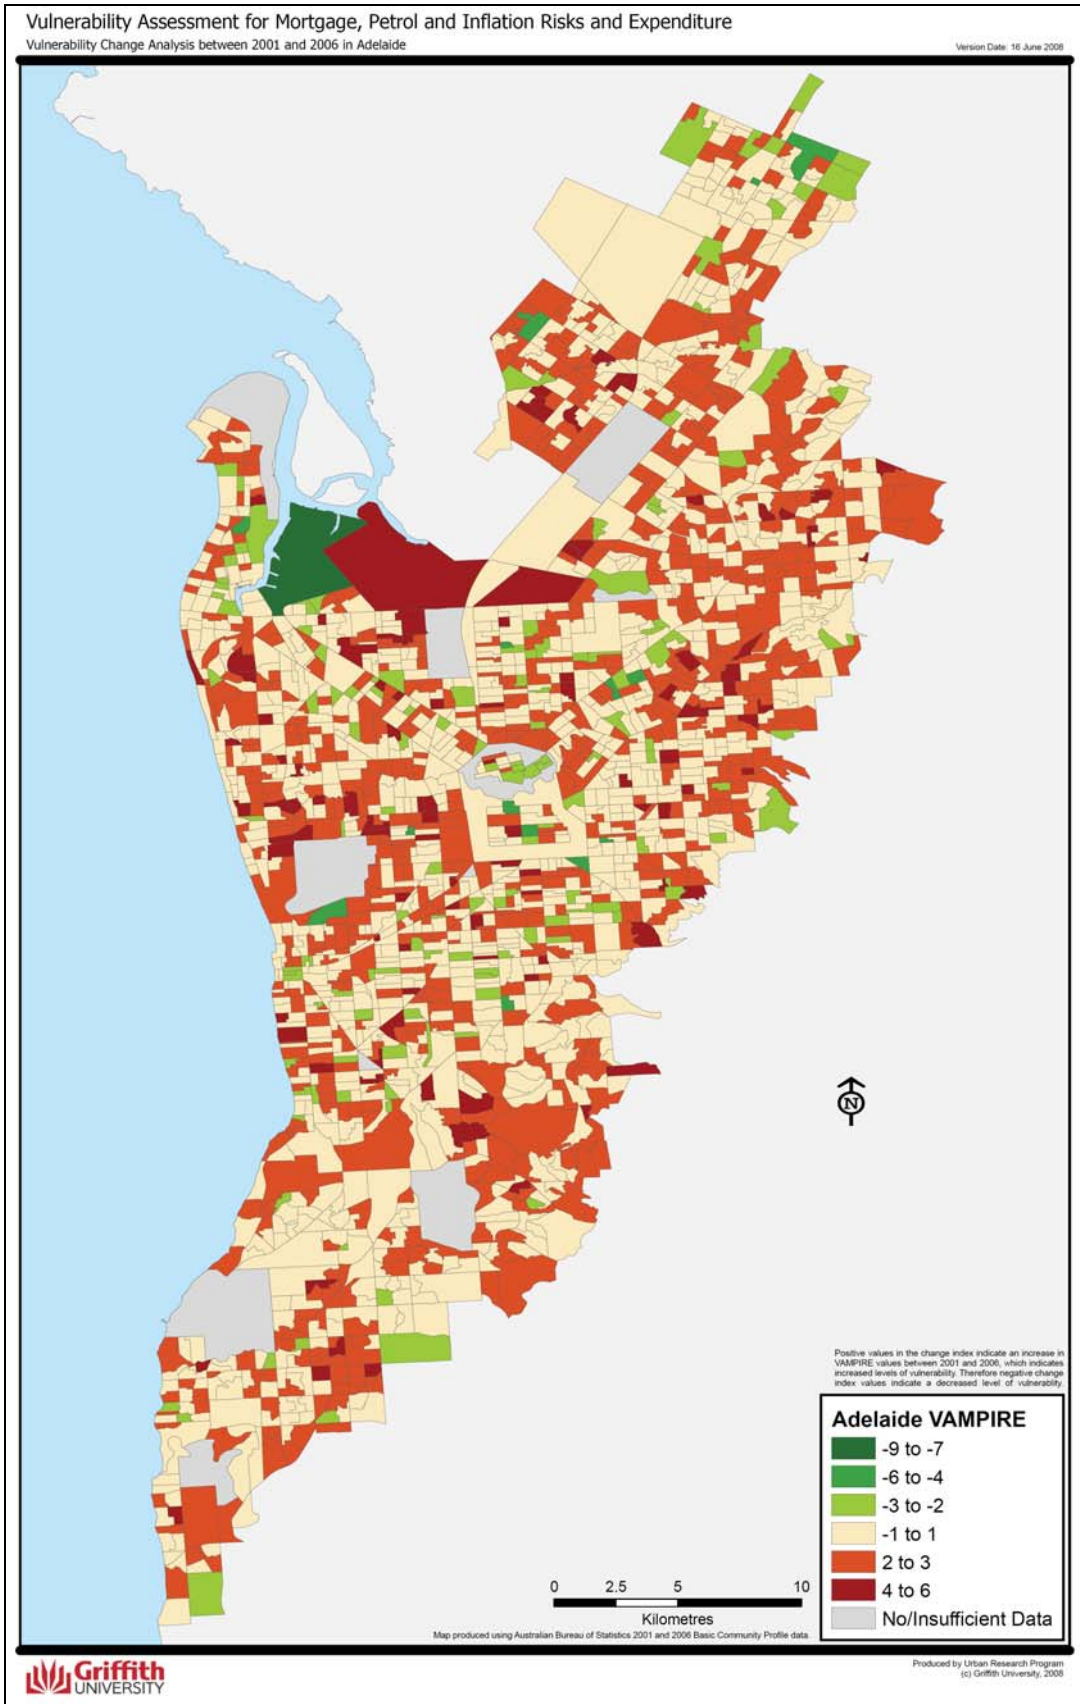 Vulnerability Assessment for Mortgage, Petrol and Inflation Risks and Expenditure
Vulnerability Change Analysis between 2001 and 2006 in Adelaide
Version Date: 16 June 2008
N
Positive values in the change index indicate an increase in
VAMPIRE values between 2001 and 2006, which indicates
increased levels of vulnerability. Therefore negative change
index values indicate a decreased level of vulnerablity.
Adelaide VAMPIRE
-9 to -7
-6 to -4
-3 to -2
-1 to 1
2 to 3
4 to 6
No/Insufficient Data
0 2.5 5 10
Kilometres
Map produced using Australian Bureau of Statistics 2001 and 2006 Basic Community Profile data.
Griffith
UNIVERSITY
Produced by Urban Research Program
(c) Griffith University, 2008